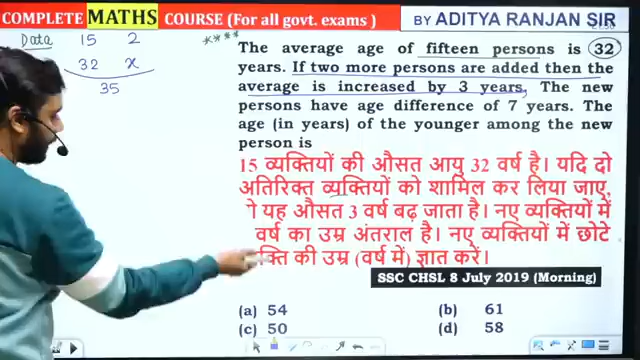 COMPLETE MATHS COURSE (For all govt. exams ) BY ADITYA RANJAN SIR
Data 15 2
32 x
35
****
The average age of fifteen persons is 32
years. If two more persons are added then the
average is increased by 3 years, The new
persons have age difference of 7 years. The
age (in years) of the younger among the new
person is
15 व्यक्तियों की औसत आयु 32 वर्ष है। यदि दो
अतिरिक्त व्यक्तियों को शामिल कर लिया जाए,
यह औसत 3 वर्ष बढ़ जाता है। नए व्यक्तियों में
वर्ष का उम्र अंतराल है। नए व्यक्तियों में छोटे
की उम्र (वर्ष में) ज्ञात करें।
SSC CHSL 8 July 2019 (Morning)
(a) 54 (b) 61
(c) 50 (d) 58